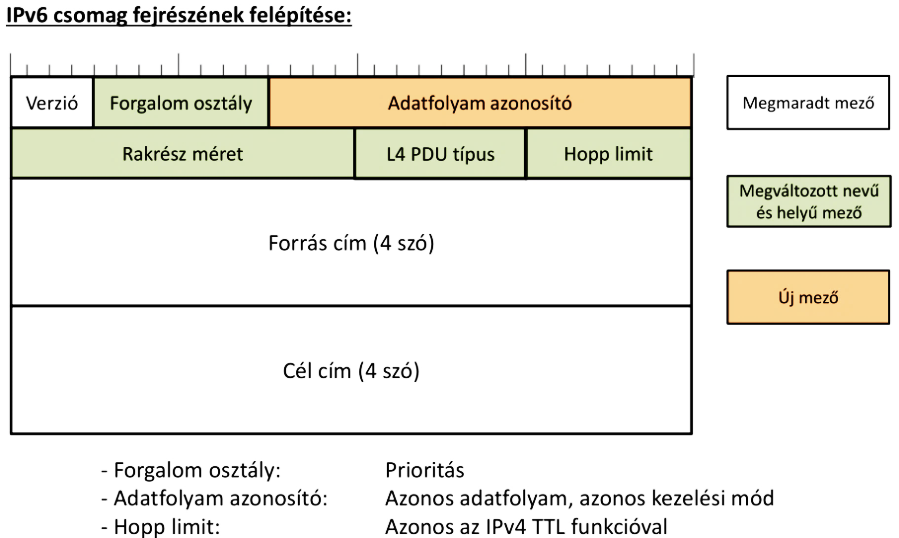 IPv6 csomag fejrészének felépítése:
Verzió
Forgalom osztály
Adatfolyam azonosító
Megmaradt mező
Rakrész méret
L4 PDU típus
Hopp limit
Megváltozott nevű
és helyű mező
Forrás cím (4 szó)
Új mező
Cél cím (4 szó)
- Forgalom osztály: Prioritás
- Adatfolyam azonosító: Azonos adatfolyam, azonos kezelési mód
- Hopp limit: Azonos az IPv4 TTL funkcióval